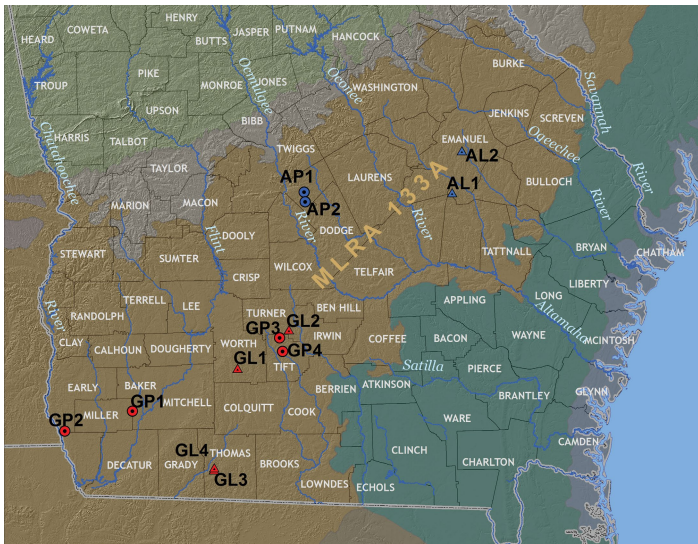 HENRY
JASPER
PUTNAM
COWETA
BUTTS
HANCOCK
HEARD
PIKE
BURKE
TROUP
MONROE
JONES
WASHINGTON
Ocmulgee
Oconee
Savannah
UPSON
JENKINS
SCREVEN
BIBB
HARRIS
TALBOT
EMANUEL
Ogeechee
Chatahoochee
TWIGGS
AL2
TAYLOR
LAURENS
River
AP1
AL1
BULLOCH
MARION
MACON
AP2
River
River
DODGE
River
River
MLRA 133A
Flint
DOOLY
STEWART
SUMTER
WILCOX
TELFAIR
TATTNALL
BRYAN
CHATHAM
CRISP
LIBERTY
TERRELL
LEE
LONG
APPLING
RANDOLPH
BEN HILL
Altamaha
River
TURNER
GL2
GP3
CLAY
CALHOUN
DOUGHERTY
WORTH
IRWIN
COFFEE
BACON
WAYNE
MCINTOSH
GL1
GP4
TIFT
Satilla
PIERCE
EARLY
BAKER
BERRIEN
ATKINSON
GLYNN
GP1
MITCHELL
COLQUITT
COOK
BRANTLEY
GP2
MILLER
WARE
CAMDEN
GL4
THOMAS
CLINCH
DECATUR
GRADY
BROOKS
CHARLTON
GL3
LOWNDES
ECHOLS